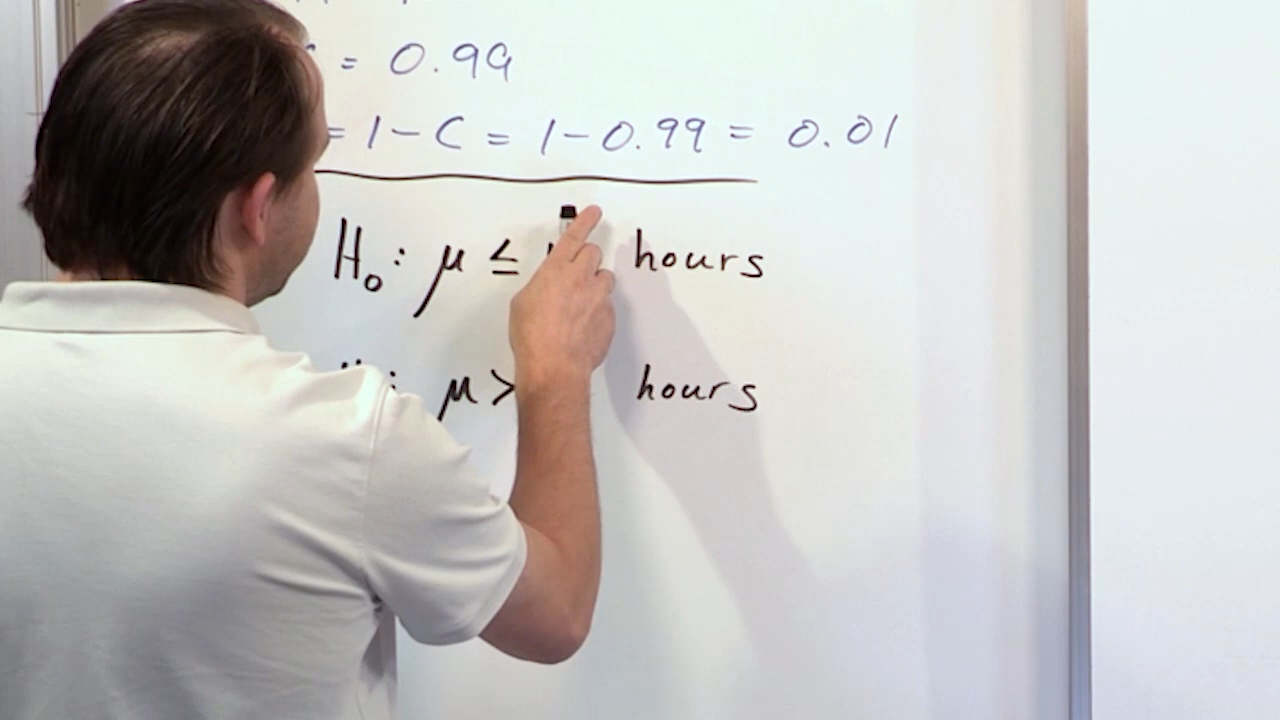 = 0.99
= 1 - C = 1 - 0.99 = 0.01
H₀: μ ≤ hours
: μ > hours